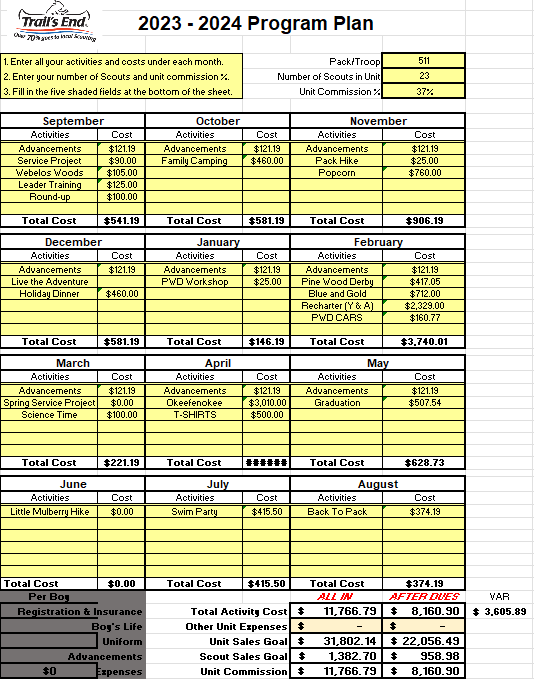 Trail's End
Over 70% goes to local Scouting
2023 - 2024 Program Plan
1. Enter all your activities and costs under each month. Pack/Troop 511
2. Enter your number of Scouts and unit commission %. Number of Scouts in Unit 23
3. Fill in the five shaded fields at the bottom of the sheet. Unit Commission % 37%
September October November
Activities Cost Activities Cost Activities Cost
Advancements $121.19 Advancements $121.19 Advancements $121.19
Service Project $90.00 Family Camping $460.00 Pack Hike $25.00
Webelos Woods $105.00 Popcorn $760.00
Leader Training $125.00
Round-up $100.00
Total Cost $541.19 Total Cost $581.19 Total Cost $906.19
December January February
Activities Cost Activities Cost Activities Cost
Advancements $121.19 Advancements $121.19 Advancements $121.19
Live the Adventure PWD Workshop $25.00 Pine Wood Derby $417.05
Holiday Dinner $460.00 Blue and Gold $712.00
Recharter (Y & A) $2,329.00
PWD CARS $160.77
Total Cost $581.19 Total Cost $146.19 Total Cost $3,740.01
March April May
Activities Cost Activities Cost Activities Cost
Advancements $121.19 Advancements $121.19 Advancements $121.19
Spring Service Project $0.00 Okeefenokee $3,010.00 Graduation $507.54
Science Time $100.00 T-SHIRTS $500.00
Total Cost $221.19 Total Cost ###### Total Cost $628.73
June July August
Activities Cost Activities Cost Activities Cost
Little Mulberry Hike $0.00 Swim Party $415.50 Back To Pack $374.19
Total Cost $0.00 Total Cost $415.50 Total Cost $374.19
Per Boy ALL IN AFTER DUES VAR
Registration & Insurance Total Activity Cost $ 11,766.79 $ 8,160.90 $ 3,605.89
Boy's Life Other Unit Expenses $ - $ -
Uniform Unit Sales Goal $ 31,802.14 $ 22,056.49
Advancements Scout Sales Goal $ 1,382.70 $ 958.98
$0 Expenses Unit Commission $ 11,766.79 $ 8,160.90